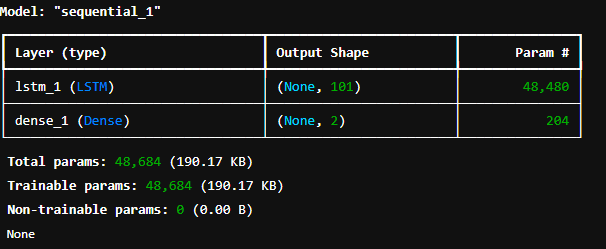 Model: "sequential_1"
Layer (type) Output Shape Param #
lstm_1 (LSTM) (None, 101) 48,480
dense_1 (Dense) (None, 2) 204
Total params: 48,684 (190.17 KB)
Trainable params: 48,684 (190.17 KB)
Non-trainable params: 0 (0.00 B)
None